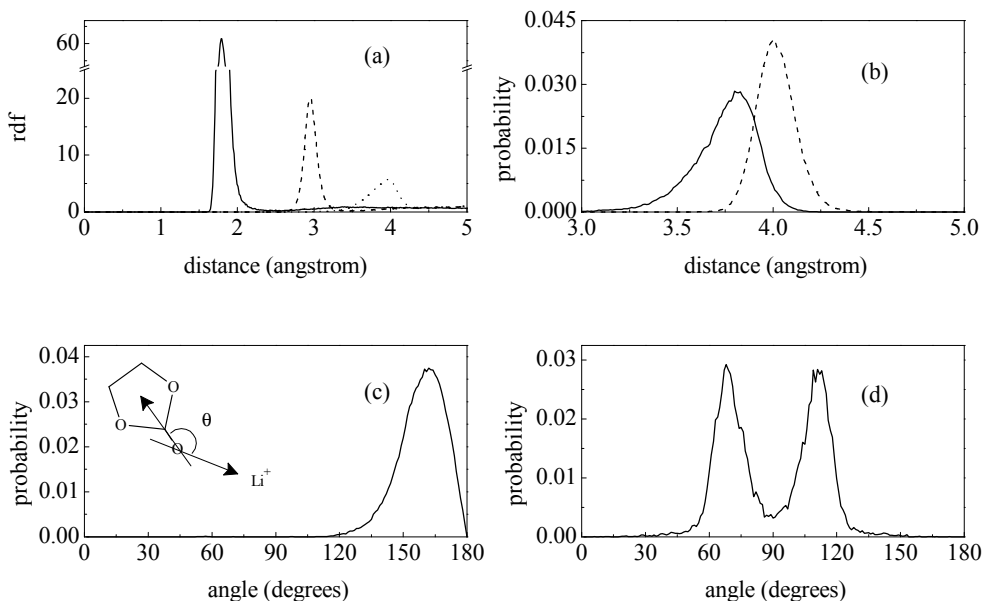 60
20
10
0
rdf
(a)
0 1 2 3 4 5
distance (angstrom)
0.045
0.030
0.015
0.000
probability
(b)
3.0 3.5 4.0 4.5 5.0
distance (angstrom)
0.04
0.03
0.02
0.01
0.00
probability
(c)
O
O
O
θ
Li+
0 30 60 90 120 150 180
angle (degrees)
0.03
0.02
0.01
0.00
probability
(d)
0 30 60 90 120 150 180
angle (degrees)